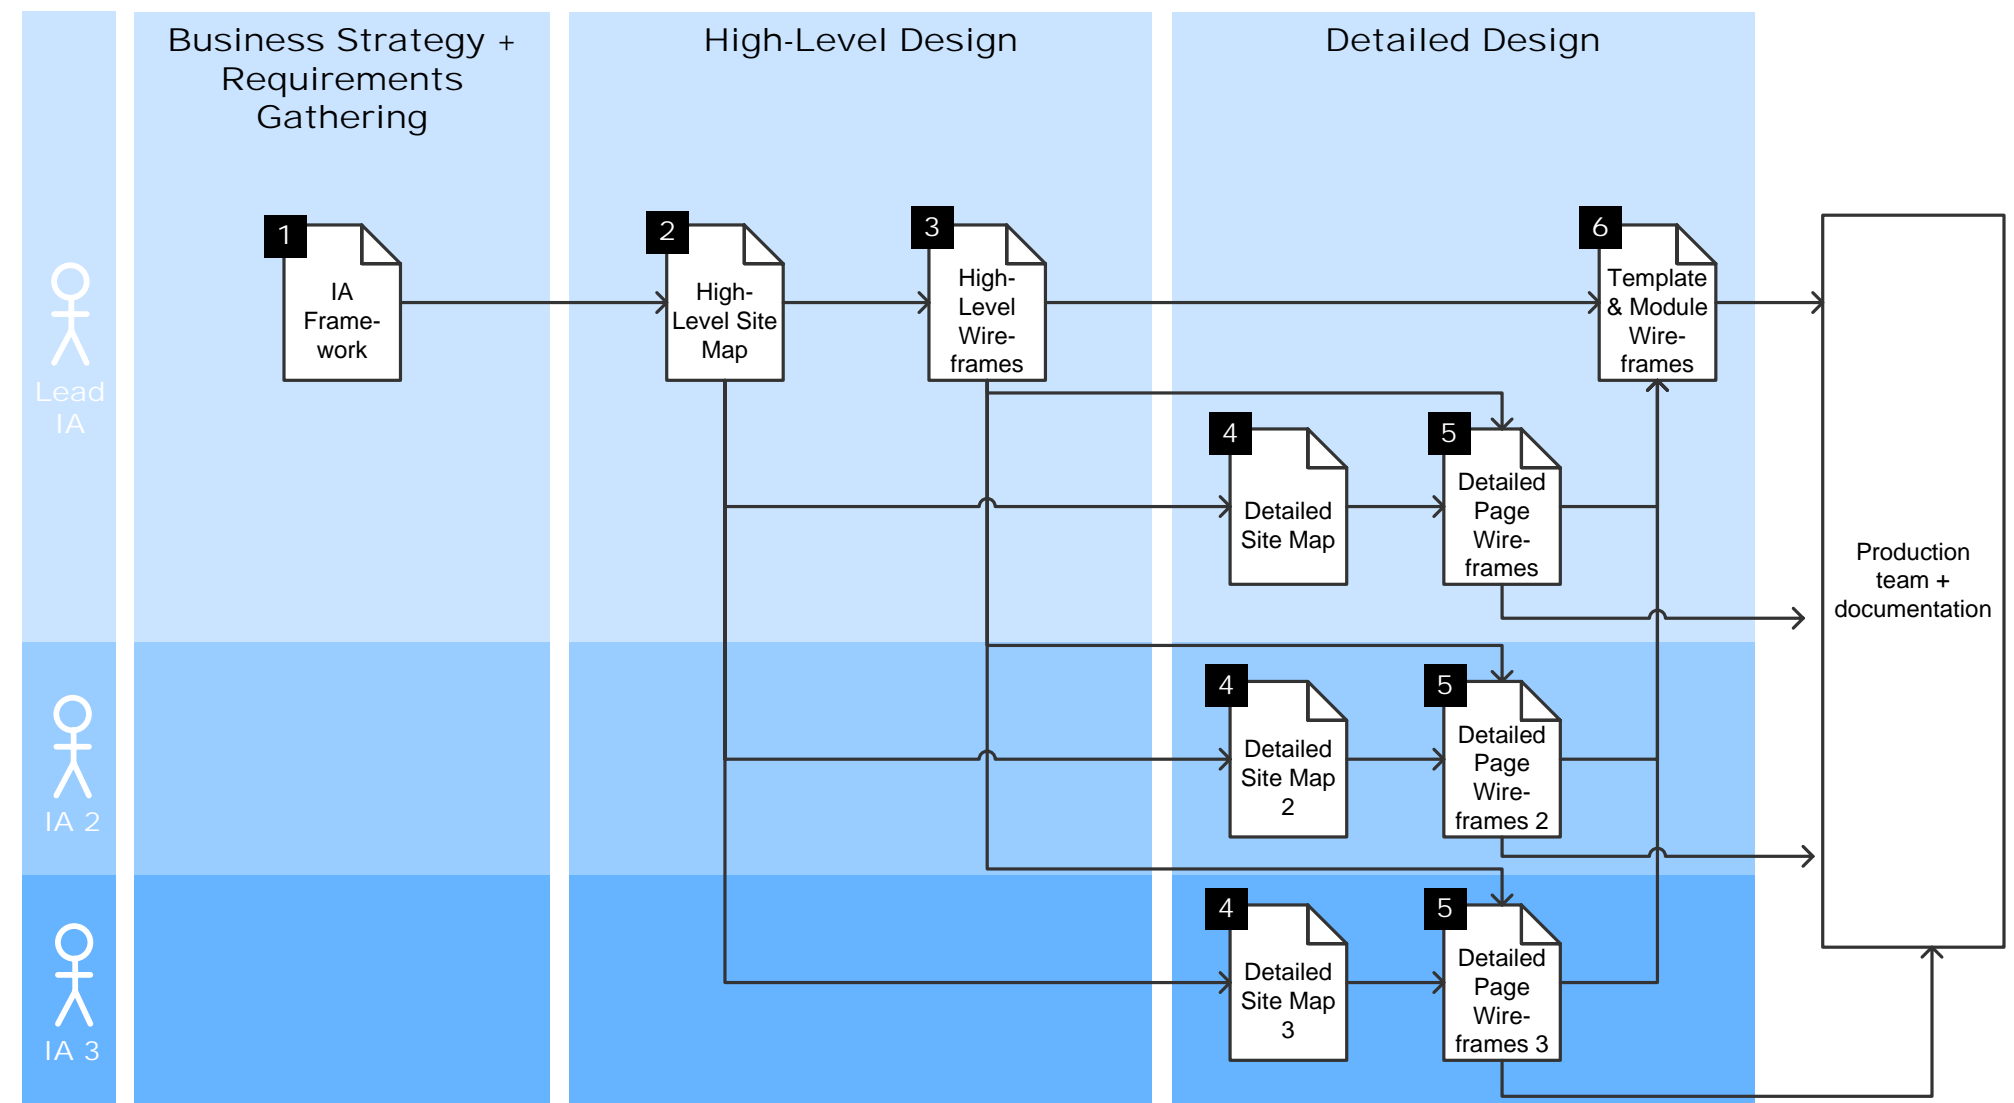 Business Strategy +
Requirements
Gathering
High-Level Design
Detailed Design
Lead
IA
1
IA
Frame-
work
2
High-
Level Site
Map
3
High-
Level
Wire-
frames
6
Template
& Module
Wire-
frames
4
Detailed
Site Map
5
Detailed
Page
Wire-
frames
Production
team +
documentation
IA 2
4
Detailed
Site Map
2
5
Detailed
Page
Wire-
frames 2
IA 3
4
Detailed
Site Map
3
5
Detailed
Page
Wire-
frames 3